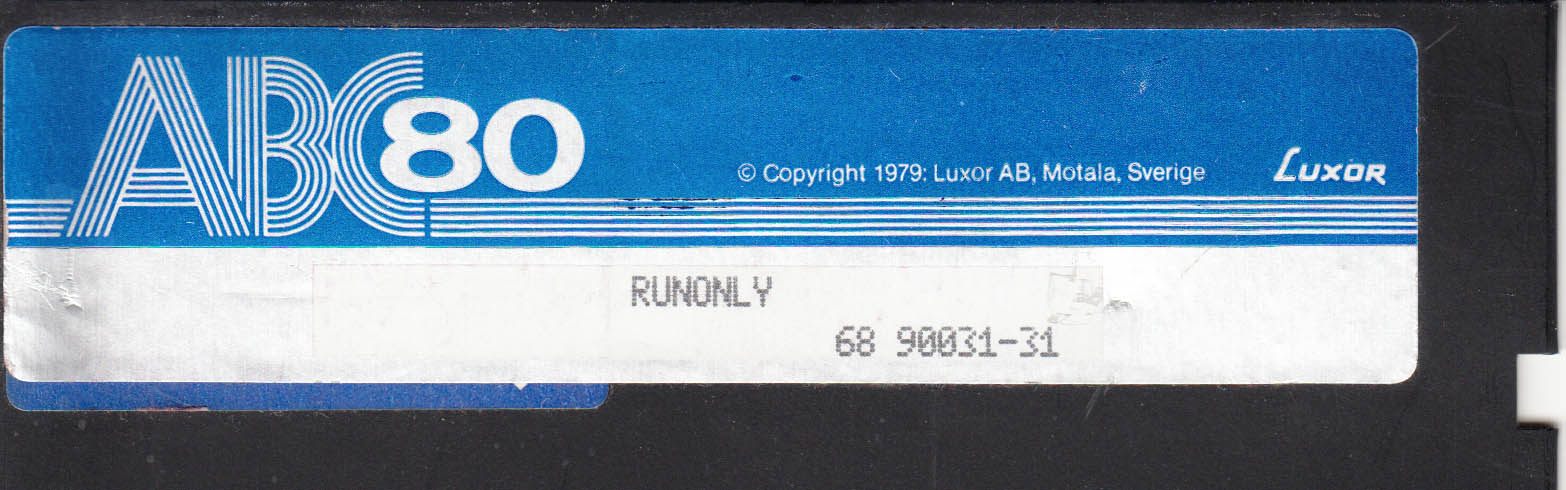 ABC80
© Copyright 1979: Luxor AB, Motala, Sverige
LUXOR
RUNONLY
68 90031-31